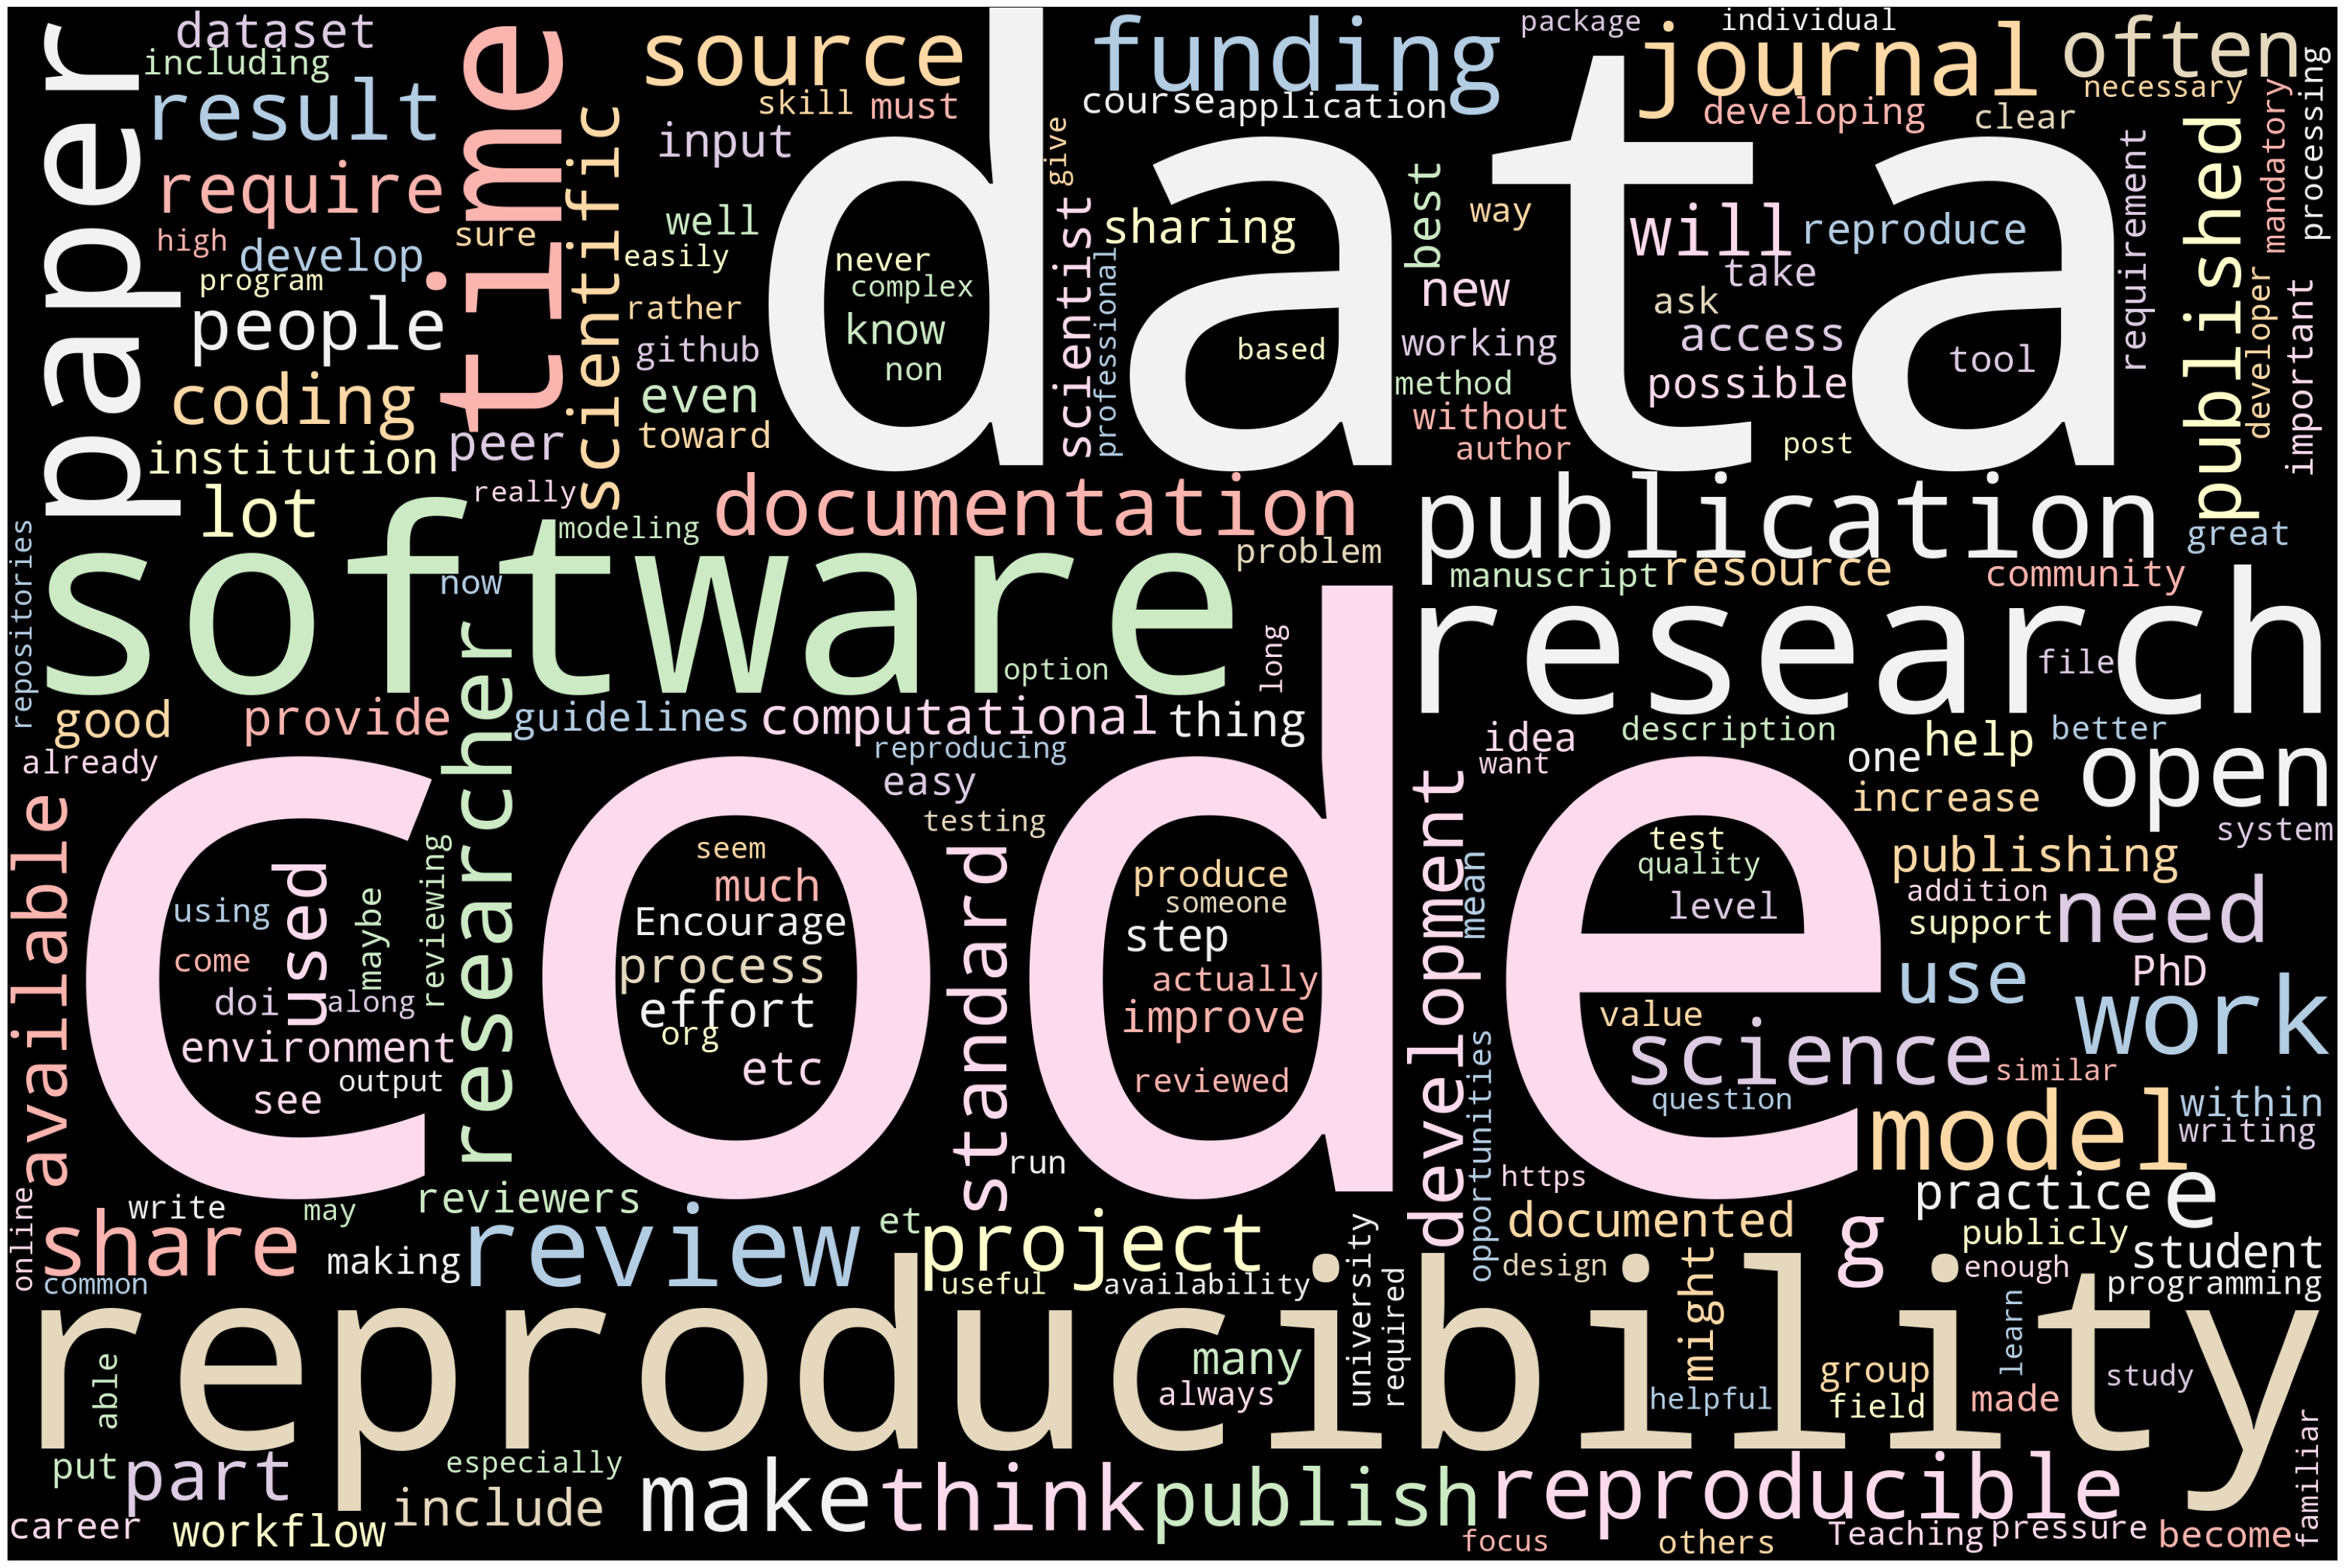 paper
dataset
including
result
require
high
develop
program
people
coding
institution
lot
time
sure
peer
really
scientific
source
skill
must
input
well
easily
rather
github
even
toward
data
never
complex
know
non
funding
course
application
give
scientist
professional
sharing
based
best
way
new
working
method
without
author
package
individual
journal
developing
will
reproduce
take
ask
access
possible
tool
post
often
necessary
clear
requirement
published
mandatory
developer
processing
important
great
repositories
software
now
modeling
documentation
problem
option
long
publication
manuscript
resource
community
research
file
good
provide
already
guidelines
computational
thing
reproducing
easy
testing
researcher
code
available
using
come
used
maybe
reviewing
doi
along
environment
output
see
seem
much
Encourage
process
effort
org
etc
standard
produce
someone
step
actually
improve
reviewed
run
development
mean
opportunities
idea
want
description
one
help
better
open
increase
system
test
quality
level
publishing
addition
support
need
value
use
PhD
work
science
similar
question
model
within
writing
https
practice
e
online
share
write
may
reviewers
common
making
review
et
project
useful
availability
university
required
documented
design
might
g
publicly
enough
student
programming
reproducibility
able
many
always
helpful
group
field
learn
made
study
familiar
put
part
especially
career
workflow
include
make
think
publish
reproducible
focus
others
Teaching
pressure
become